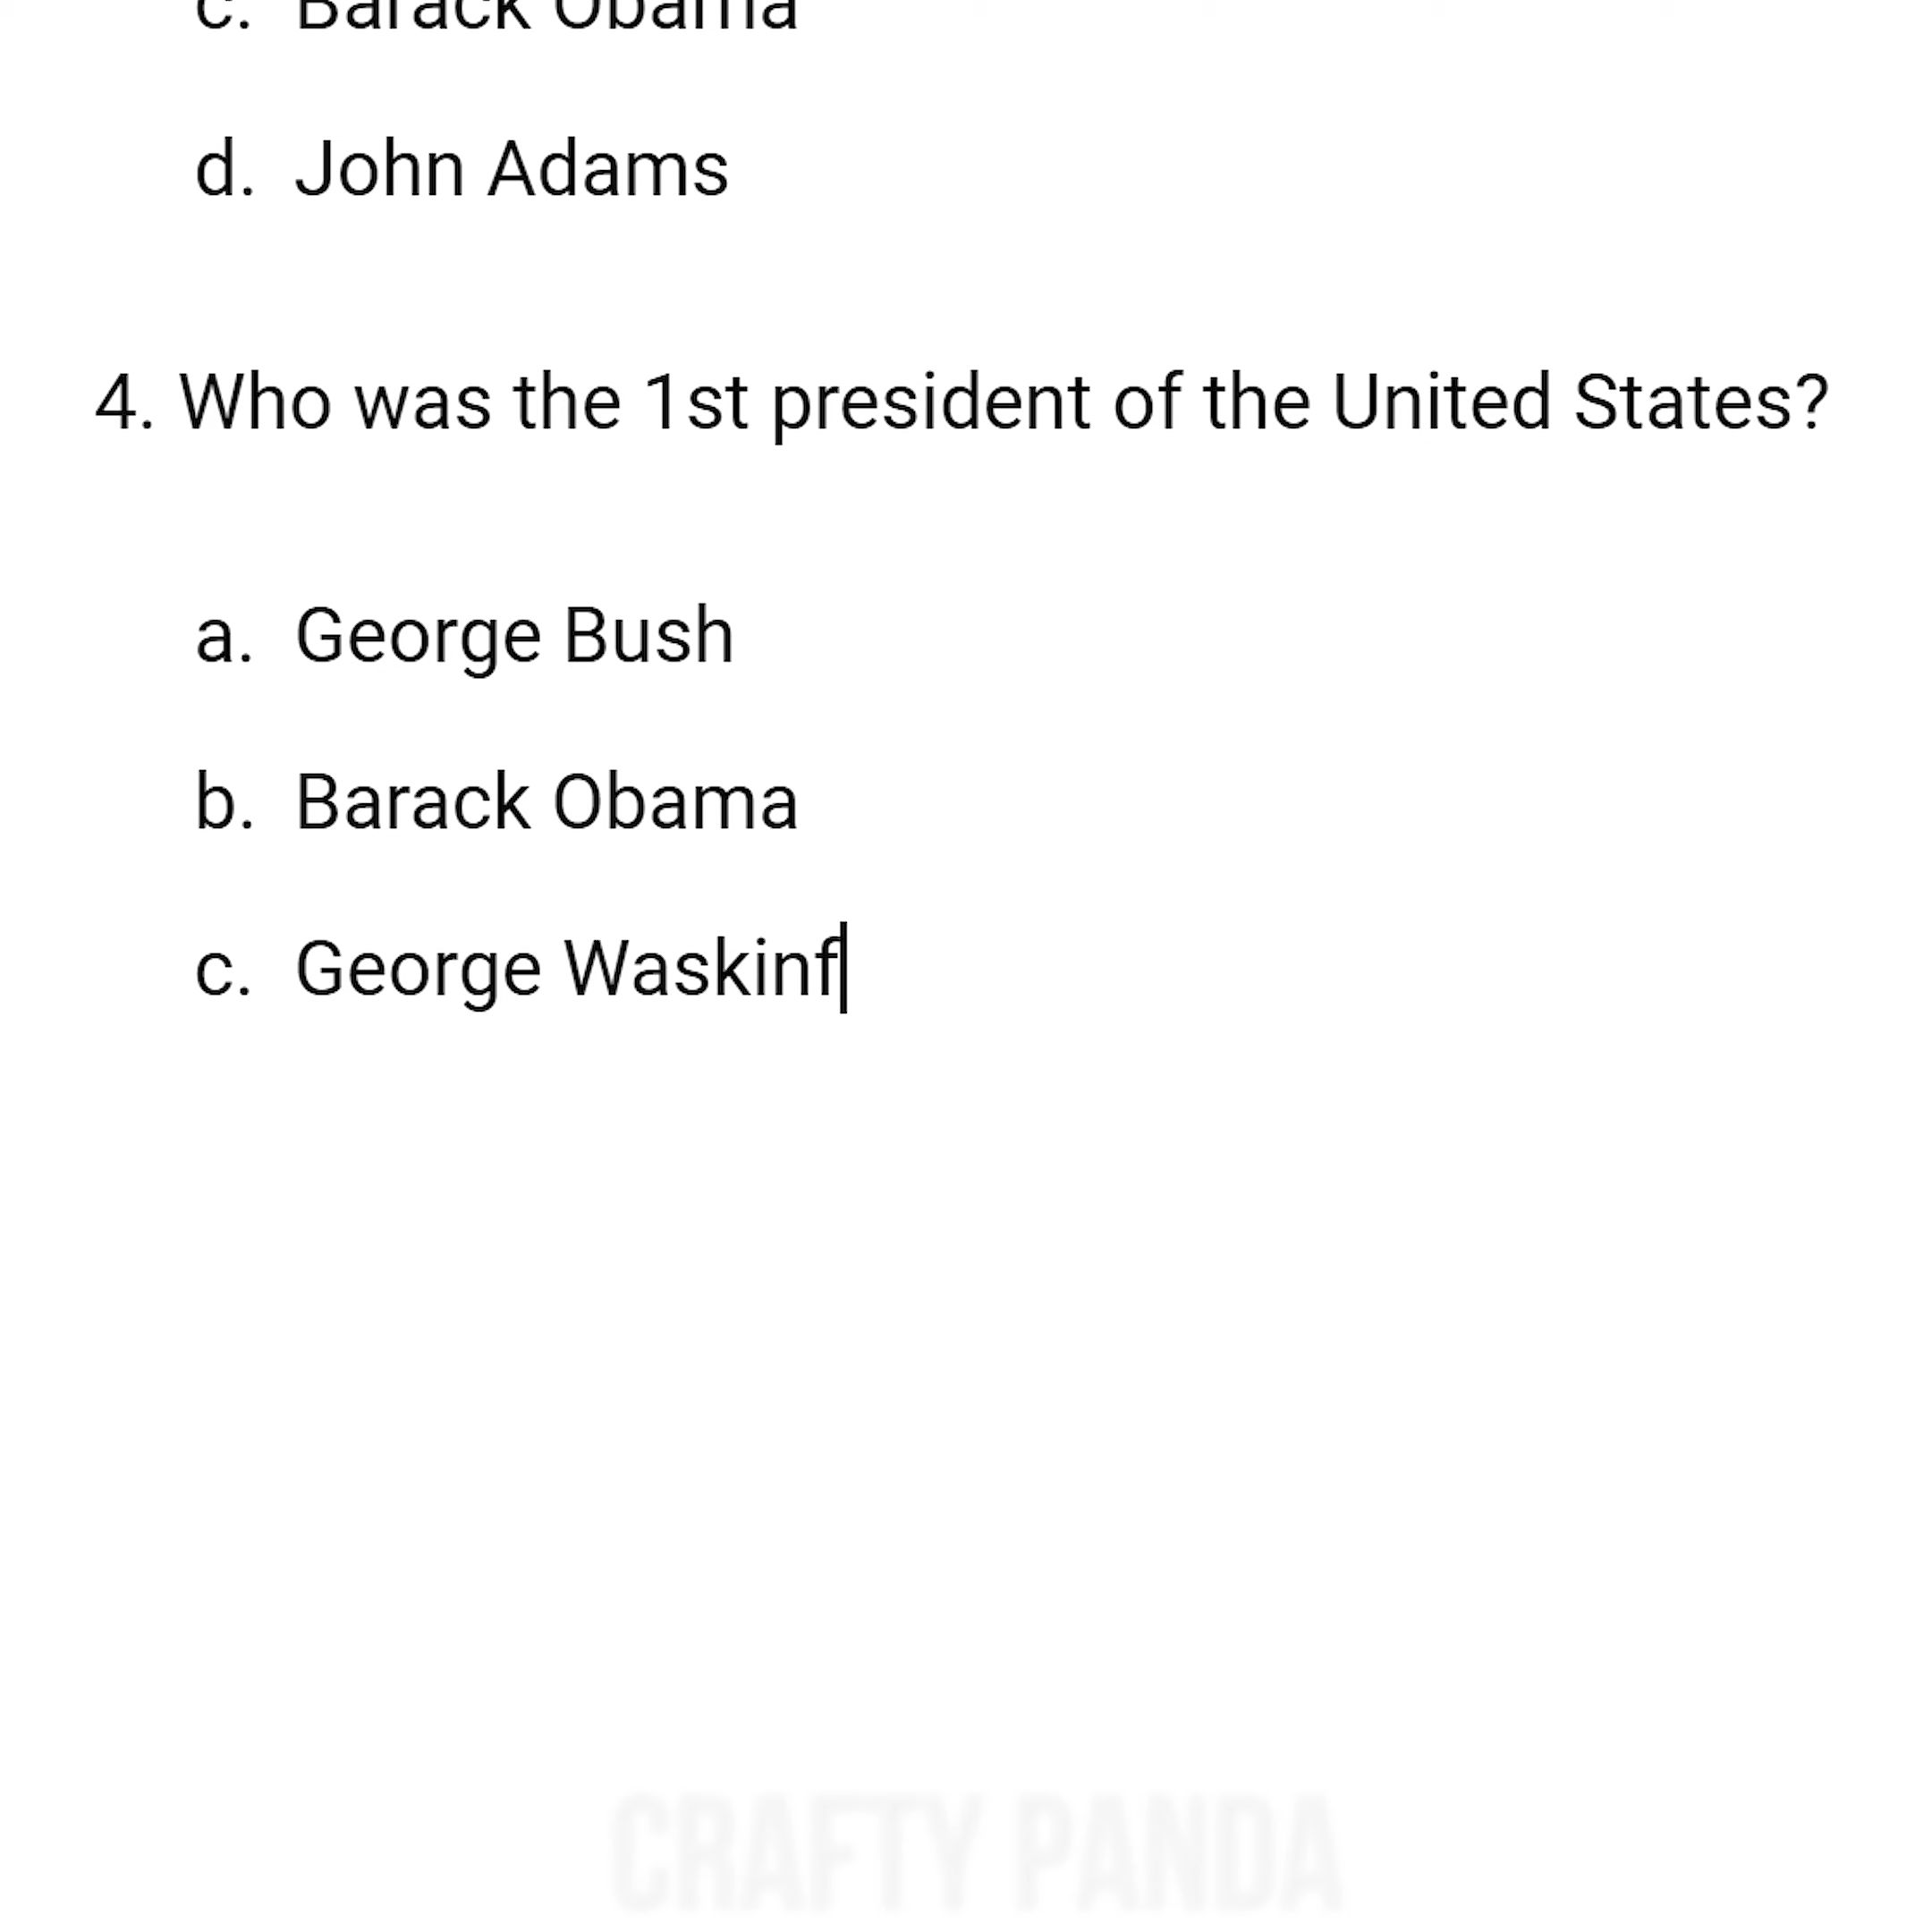 c. Barack Obama
d. John Adams
4. Who was the 1st president of the United States?
a. George Bush
b. Barack Obama
c. George Waskinf
CRAFTY PANDA